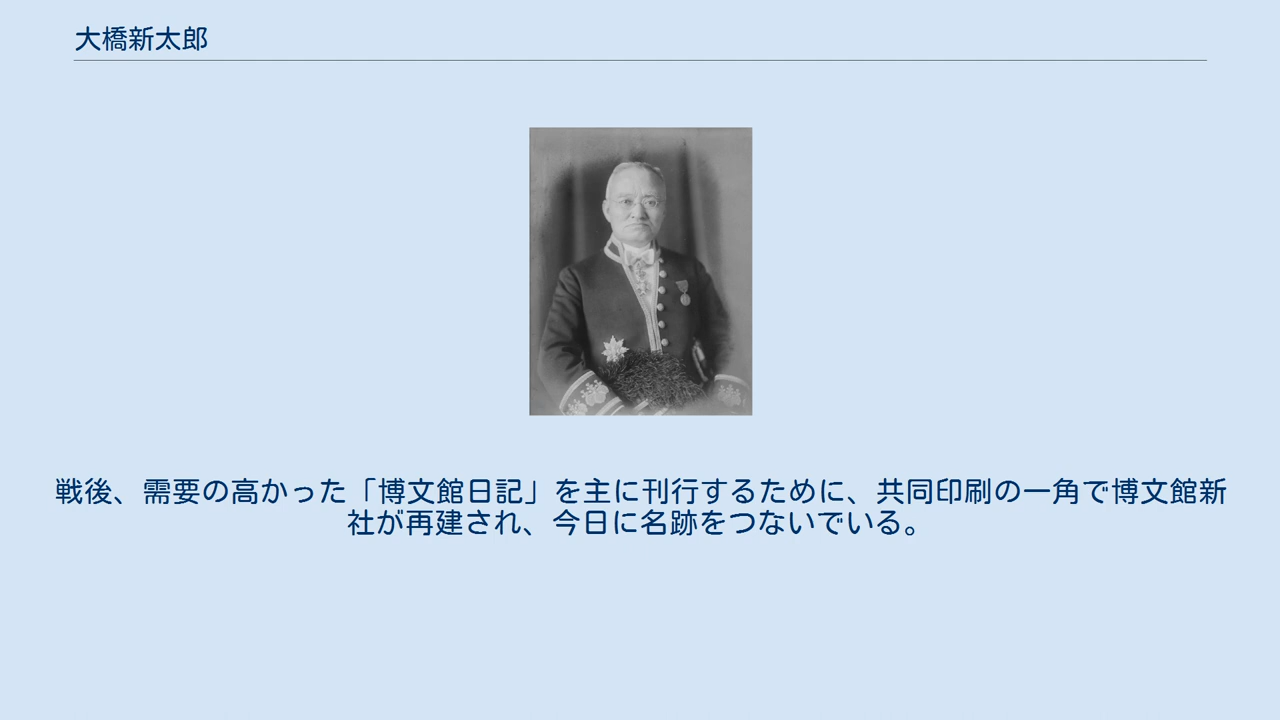 大橋新太郎
戦後、需要の高かった「博文館日記」を主に刊行するために、共同印刷の一角で博文館新
社が再建され、今日に名跡をつないでいる。